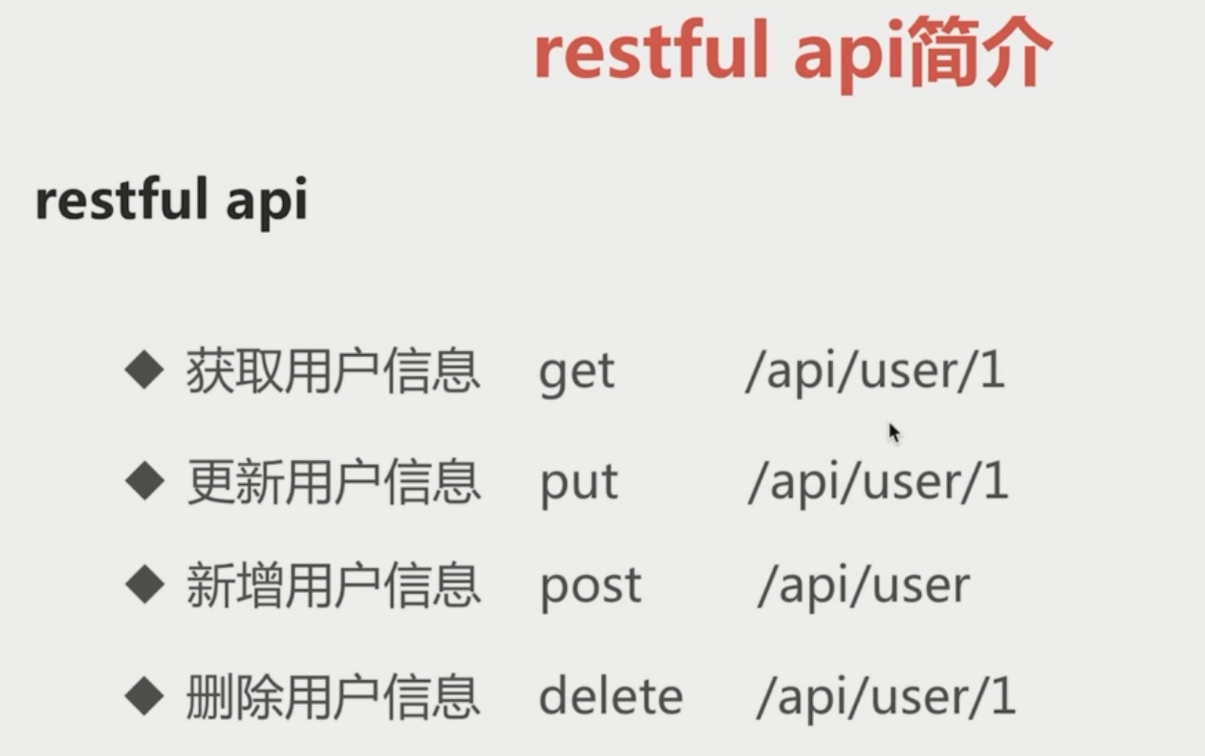 restful api简介
restful api
◆ 获取用户信息 get /api/user/1
◆ 更新用户信息 put /api/user/1
◆ 新增用户信息 post /api/user
◆ 删除用户信息 delete /api/user/1